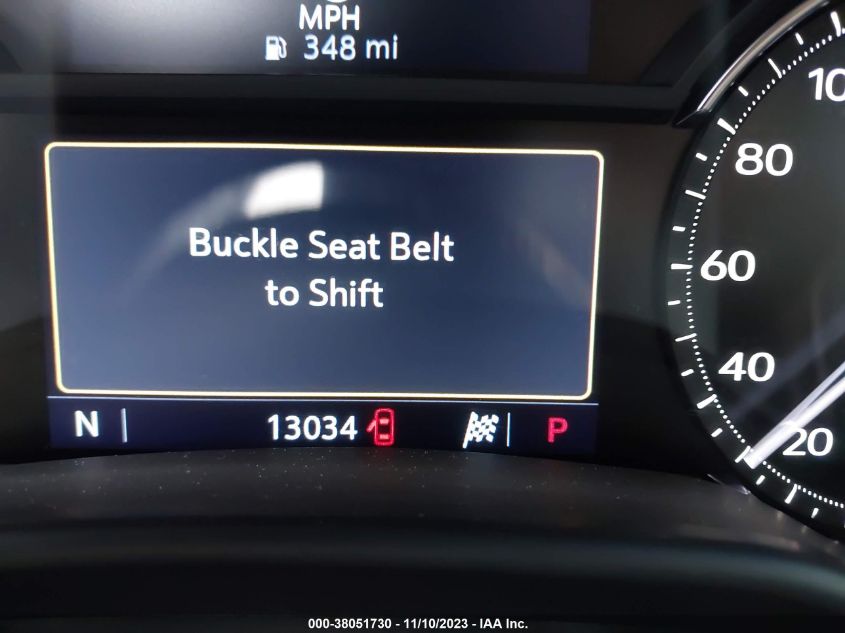 MPH
348 mi
Buckle Seat Belt
to Shift
N
13034
P
10
80
60
40
20
000-38051730 - 11/10/2023 - IAA Inc.